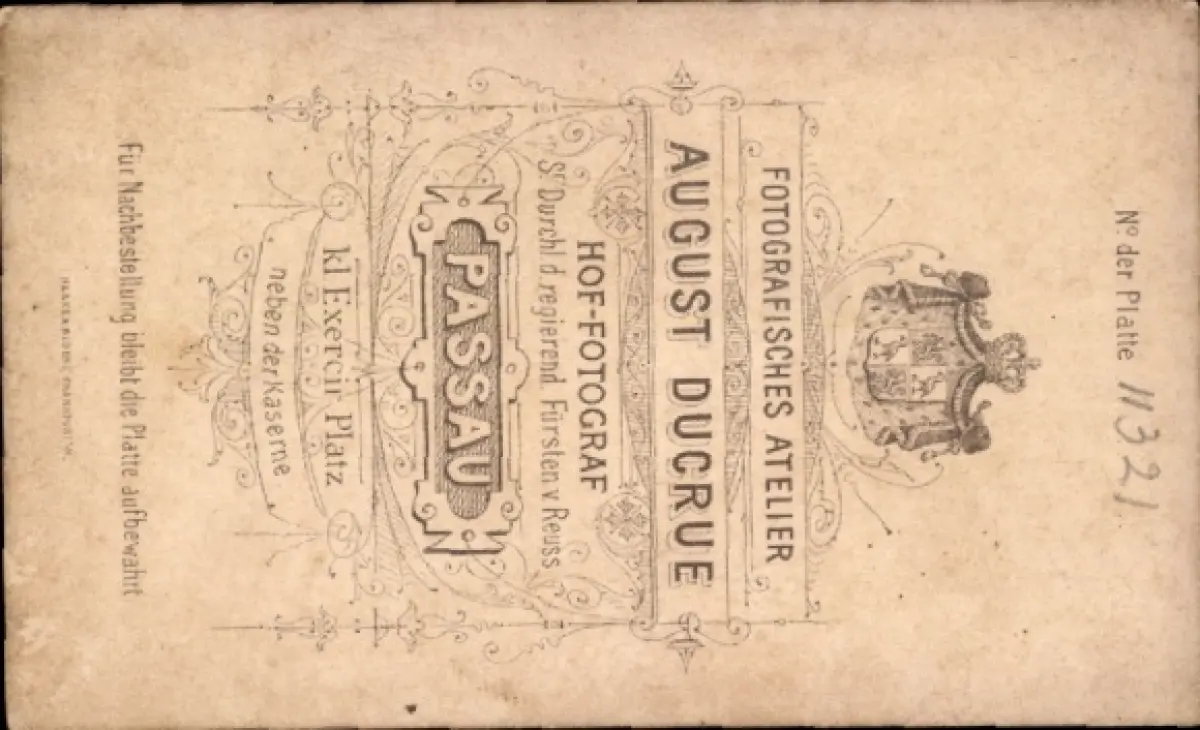 Nº der Platte 11321
FOTOGRAFISCHES ATELIER
AUGUST DUCRUE
HOF-FOTOGRAF
Sr Durchl. d. regierend. Fürsten v Reuss
PASSAU
kl Exercir Platz
neben der Kaserne
Für Nachbestellung bleibt die Platte aufbewahrt